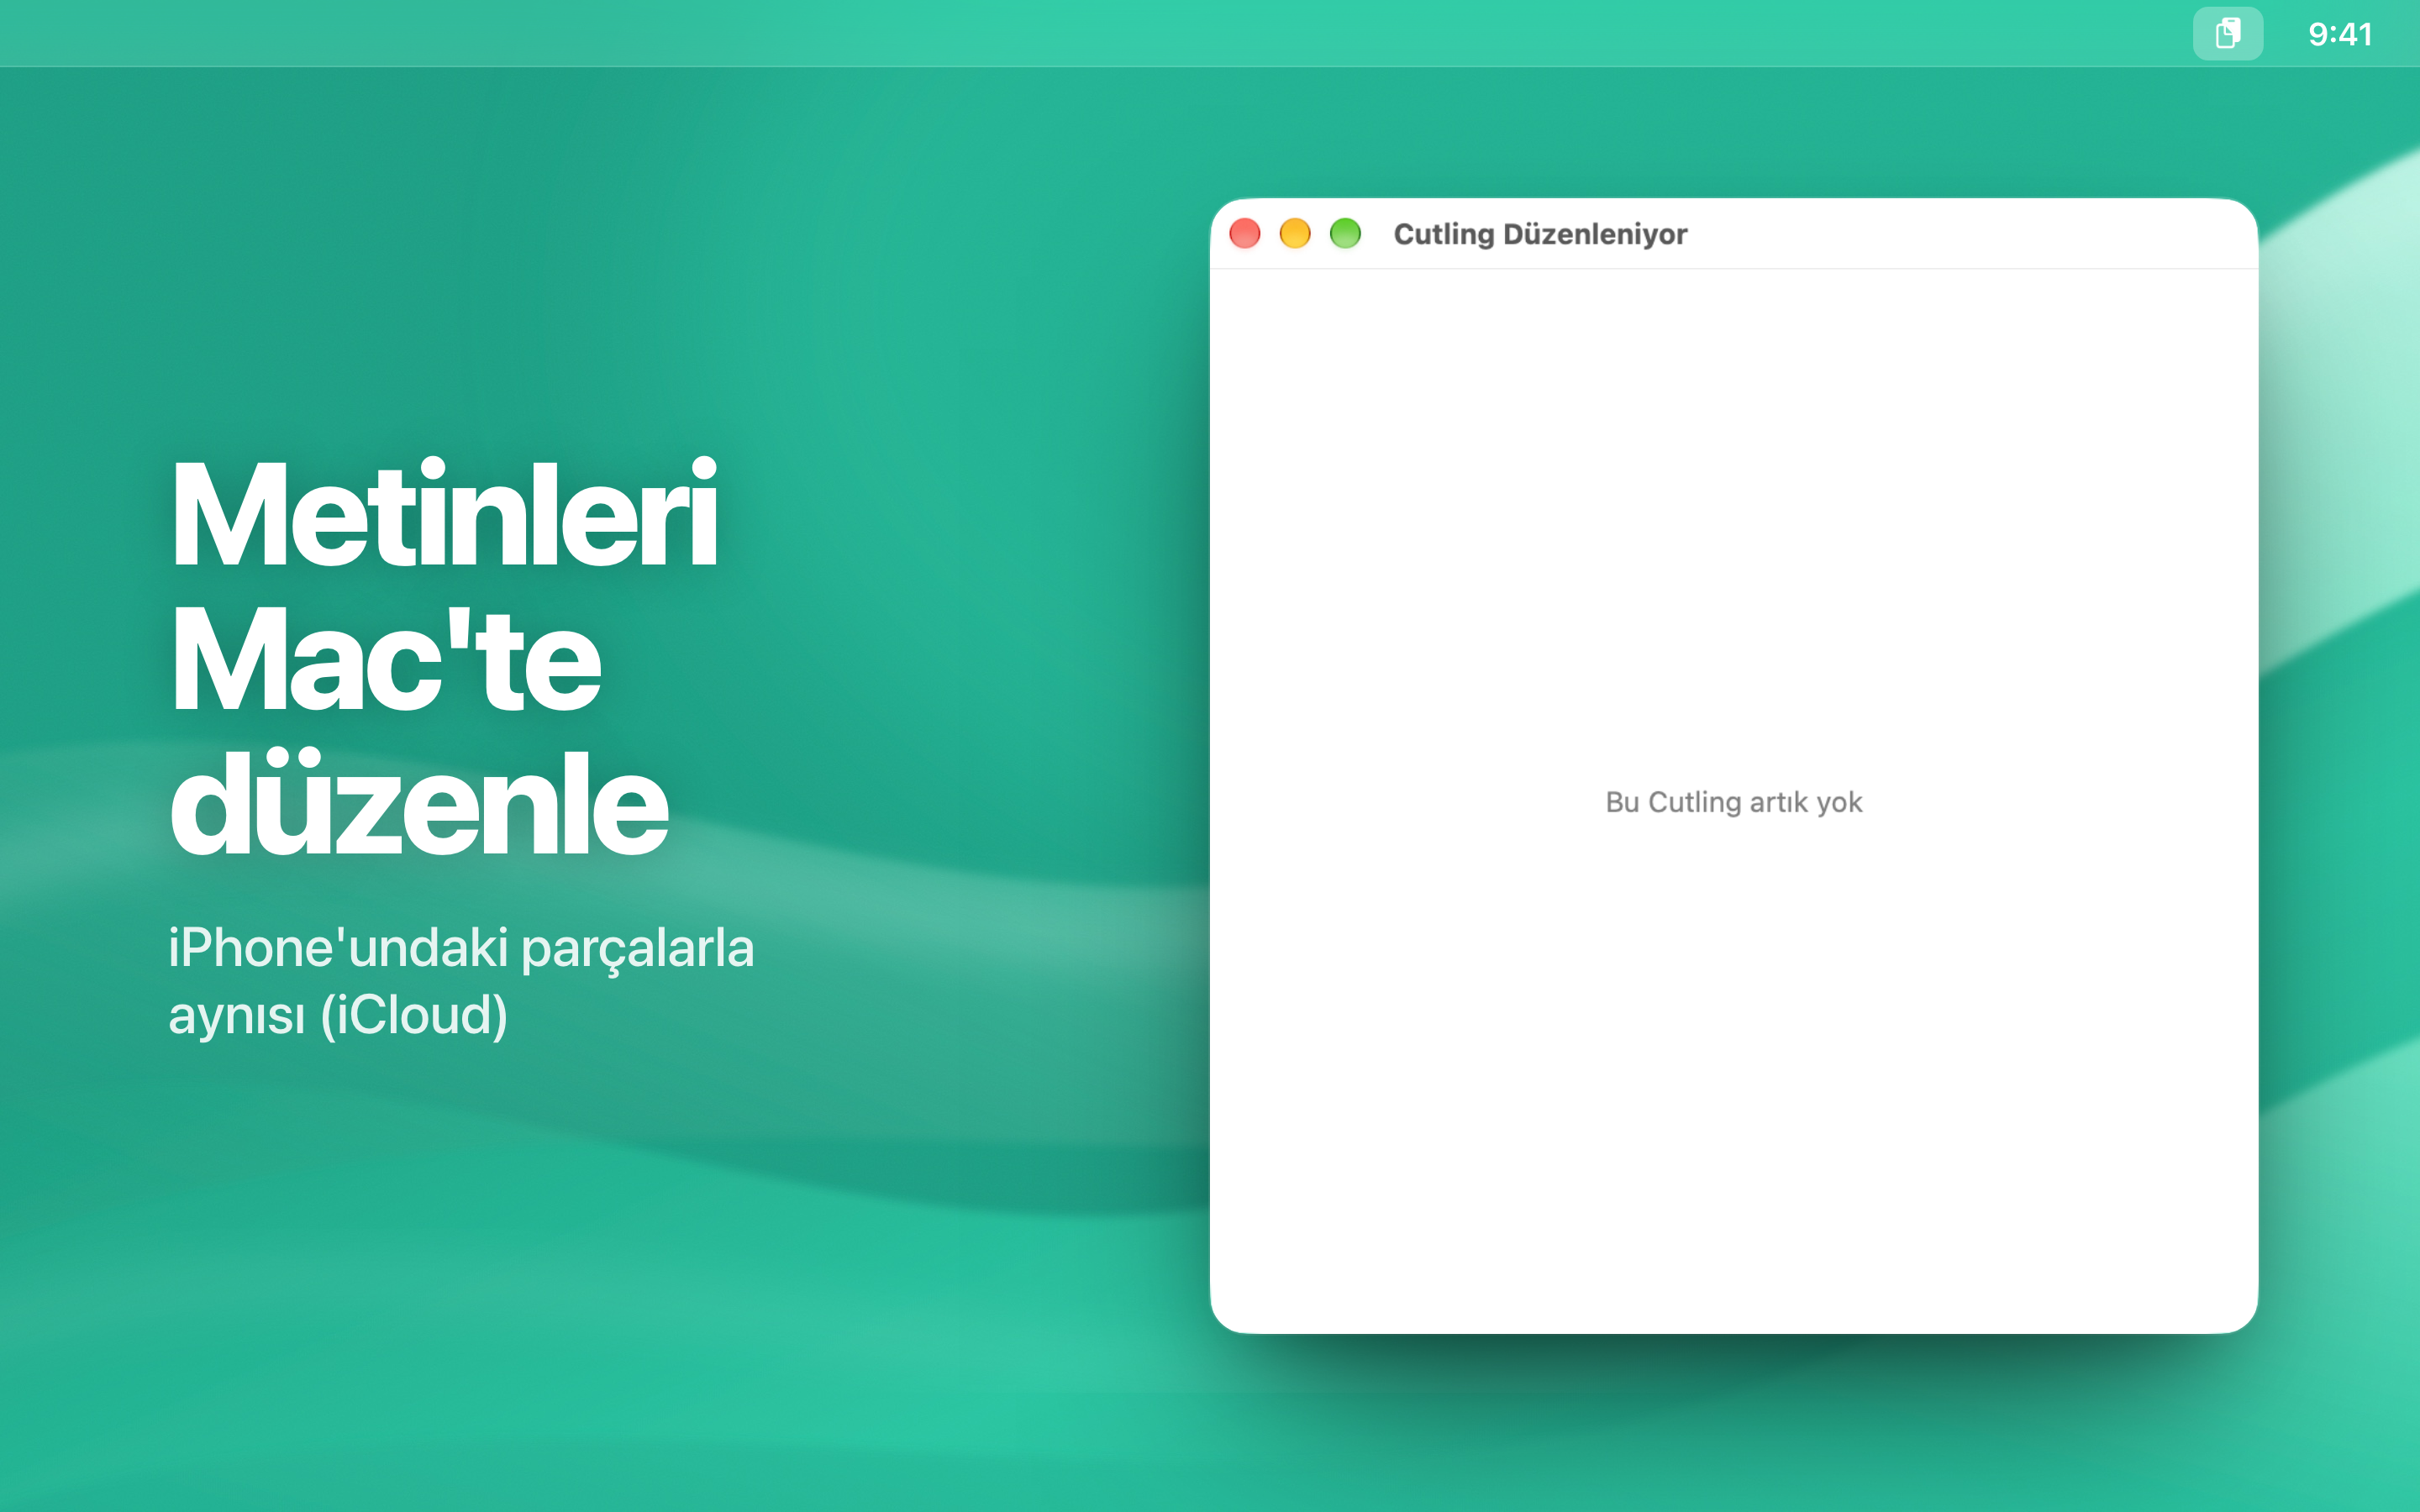 9:41
Cutling Düzenleniyor
Metinleri
Mac'te
düzenle
iPhone'undaki parçalarla
aynısı (iCloud)
Bu Cutling artık yok